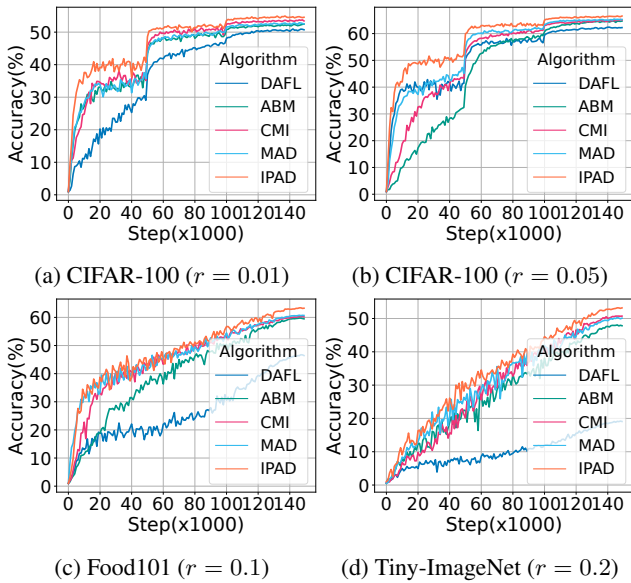 Accuracy(%)
60
50
40
30
20
10
0
Algorithm
DAFL
ABM
CMI
MAD
IPAD
0 20 40 60 80 100 120 140
Step(x1000)
(a) CIFAR-100 (r = 0.01)
Accuracy(%)
70
60
50
40
30
20
10
0
Algorithm
DAFL
ABM
CMI
MAD
IPAD
0 20 40 60 80 100 120 140
Step(x1000)
(b) CIFAR-100 (r = 0.05)
Accuracy(%)
60
50
40
30
20
10
0
Algorithm
DAFL
ABM
CMI
MAD
IPAD
0 20 40 60 80 100 120 140
Step(x1000)
(c) Food101 (r = 0.1)
Accuracy(%)
50
40
30
20
10
0
Algorithm
DAFL
ABM
CMI
MAD
IPAD
0 20 40 60 80 100 120 140
Step(x1000)
(d) Tiny-ImageNet (r = 0.2)